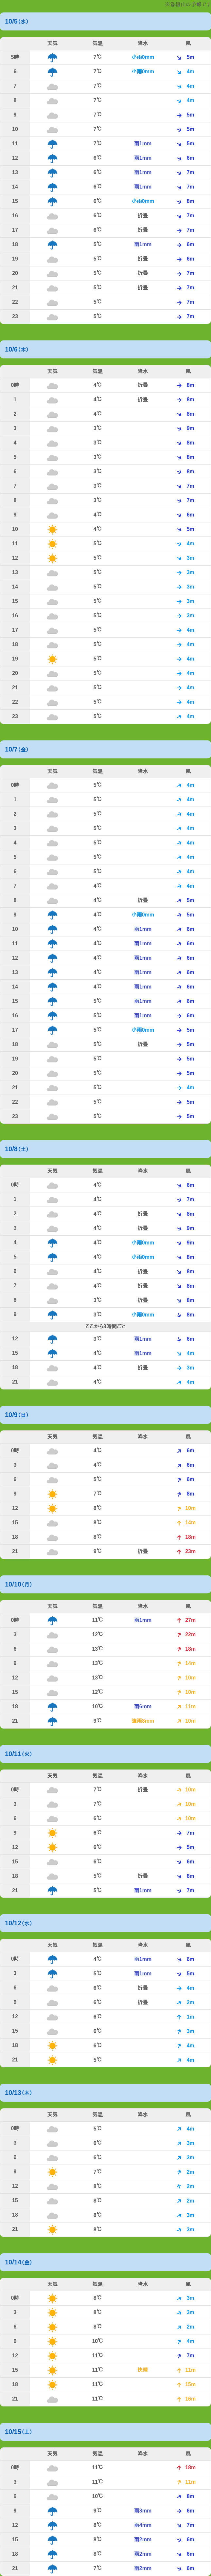 10/5(水)
天気 気温 降水 風
5時 7℃ 小雨0mm 5m
6 7℃ 小雨0mm 4m
7 7℃ 4m
8 7℃ 4m
9 7℃ 5m
10 7℃ 5m
11 7℃ 雨1mm 5m
12 6℃ 雨1mm 6m
13 6℃ 雨1mm 7m
14 6℃ 雨1mm 7m
15 6℃ 小雨0mm 8m
16 6℃ 折畳 7m
17 6℃ 折畳 7m
18 5℃ 雨1mm 6m
19 5℃ 折畳 6m
20 5℃ 折畳 7m
21 5℃ 折畳 7m
22 5℃ 7m
23 5℃ 7m
10/6(木)
天気 気温 降水 風
0時 4℃ 折畳 8m
1 4℃ 折畳 8m
2 4℃ 8m
3 3℃ 9m
4 3℃ 8m
5 3℃ 8m
6 3℃ 8m
7 3℃ 7m
8 3℃ 7m
9 4℃ 6m
10 4℃ 5m
11 5℃ 4m
12 5℃ 3m
13 5℃ 3m
14 5℃ 3m
15 5℃ 3m
16 5℃ 3m
17 5℃ 4m
18 5℃ 4m
19 5℃ 4m
20 5℃ 4m
21 5℃ 4m
22 5℃ 4m
23 5℃ 4m
10/7(金)
天気 気温 降水 風
0時 5℃ 4m
1 5℃ 4m
2 5℃ 4m
3 5℃ 4m
4 5℃ 4m
5 5℃ 4m
6 5℃ 4m
7 4℃ 4m
8 4℃ 折畳 5m
9 4℃ 小雨0mm 5m
10 4℃ 雨1mm 6m
11 4℃ 雨1mm 6m
12 4℃ 雨1mm 6m
13 4℃ 雨1mm 6m
14 4℃ 雨1mm 6m
15 5℃ 雨1mm 6m
16 5℃ 雨1mm 6m
17 5℃ 小雨0mm 5m
18 5℃ 折畳 5m
19 5℃ 5m
20 5℃ 5m
21 5℃ 4m
22 5℃ 5m
23 5℃ 5m
10/8(土)
天気 気温 降水 風
0時 4℃ 6m
1 4℃ 7m
2 4℃ 折畳 8m
3 4℃ 折畳 9m
4 4℃ 小雨0mm 9m
5 4℃ 小雨0mm 8m
6 4℃ 折畳 8m
7 4℃ 折畳 8m
8 3℃ 折畳 8m
9 3℃ 小雨0mm 8m
ここから3時間ごと
12 3℃ 雨1mm 6m
15 4℃ 雨1mm 4m
18 4℃ 折畳 3m
21 4℃ 4m
10/9(日)
天気 気温 降水 風
0時 4℃ 6m
3 4℃ 6m
6 5℃ 6m
9 7℃ 8m
12 8℃ 10m
15 8℃ 14m
18 8℃ 18m
21 9℃ 折畳 23m
10/10(月)
天気 気温 降水 風
0時 11℃ 雨1mm 27m
3 12℃ 22m
6 13℃ 18m
9 13℃ 14m
12 13℃ 10m
15 12℃ 10m
18 10℃ 雨6mm 11m
21 9℃ 10m
10/11(火)
天気 気温 降水 風
0時 7℃ 折畳 10m
3 7℃ 10m
6 6℃ 10m
9 6℃ 7m
12 6℃ 5m
15 6℃ 6m
18 5℃ 折畳 8m
21 5℃ 雨1mm 7m
10/12(水)
天気 気温 降水 風
0時 4℃ 雨1mm 6m
3 5℃ 雨1mm 5m
6 6℃ 折畳 4m
9 6℃ 折畳 2m
12 6℃ 1m
15 6℃ 3m
18 6℃ 4m
21 5℃ 4m
10/13(木)
天気 気温 降水 風
0時 5℃ 4m
3 6℃ 3m
6 6℃ 3m
9 7℃ 2m
12 8℃ 2m
15 8℃ 2m
18 8℃ 3m
21 8℃ 3m
10/14(金)
天気 気温 降水 風
0時 8℃ 3m
3 8℃ 3m
6 8℃ 2m
9 10℃ 4m
12 11℃ 7m
15 11℃ 11m
18 11℃ 15m
21 11℃ 16m
10/15(土)
天気 気温 降水 風
0時 11℃ 18m
3 11℃ 11m
6 10℃ 8m
9 9℃ 雨3mm 6m
12 8℃ 雨4mm 7m
15 8℃ 雨2mm 6m
18 8℃ 雨2mm 6m
21 7℃ 雨2mm 6m